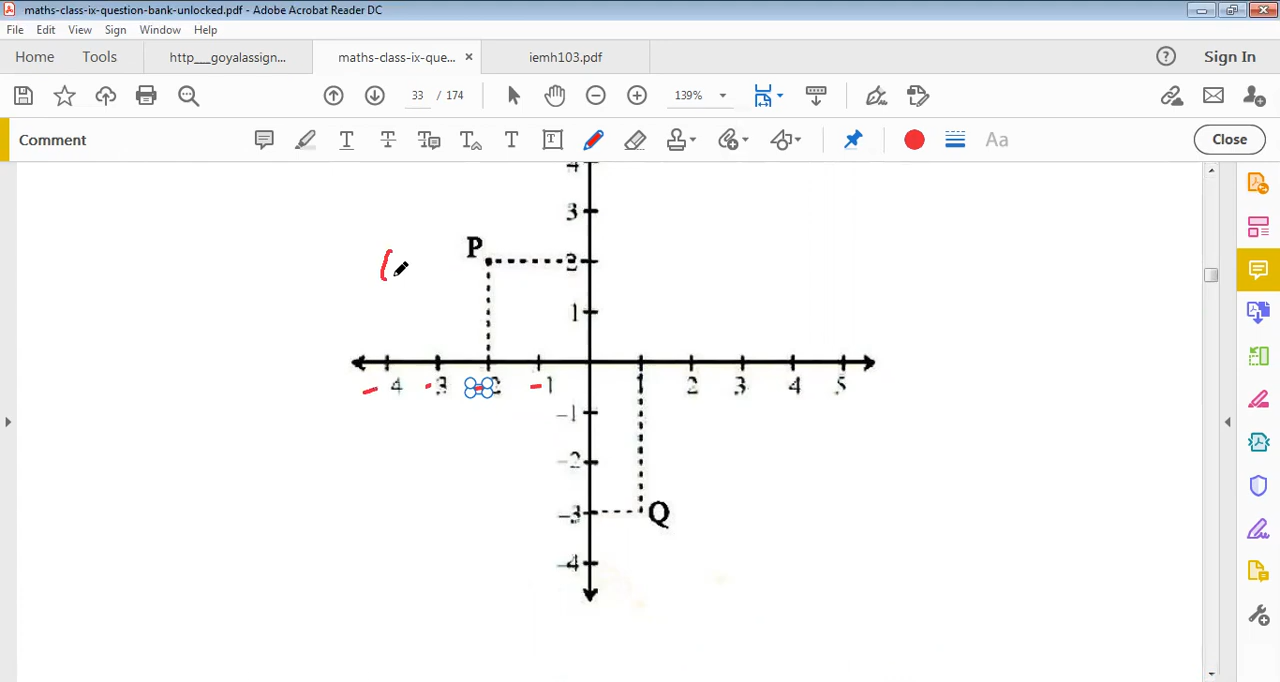 maths-class-ix-question-bank-unlocked.pdf - Adobe Acrobat Reader DC
File Edit View Sign Window Help
Home Tools http___goyalassign... maths-class-ix-que... × iemh103.pdf ? Sign In
33 / 174 139%
Comment T T T T T Aa Close
4
3
P
2
1
- 4 - 3 - 2 - 1 1 2 3 4 5
-1
-2
-3 Q
-4
(